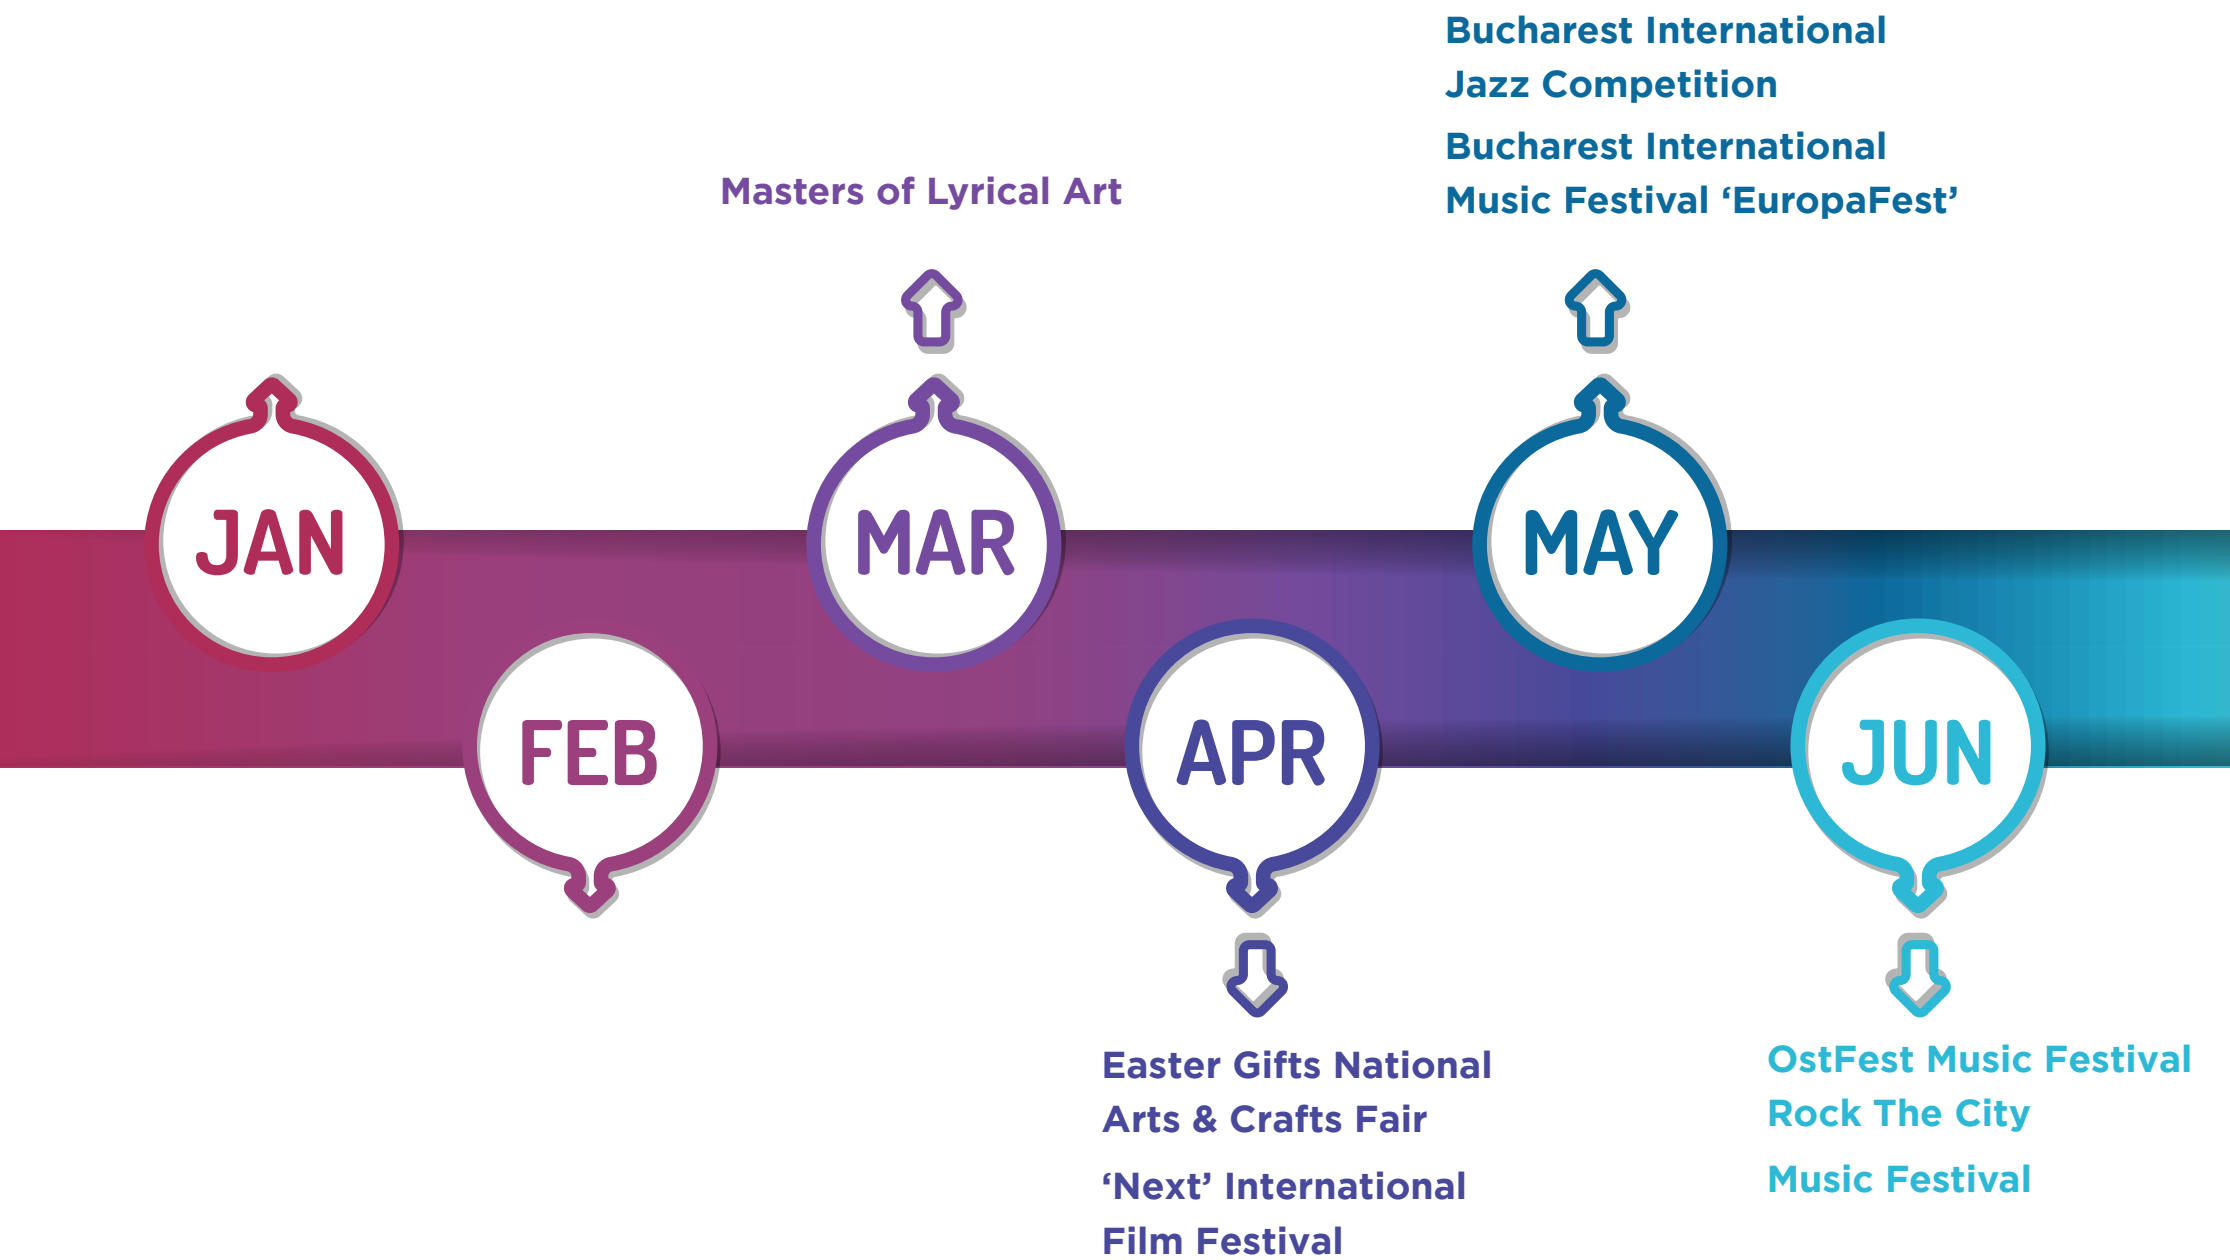 Bucharest International
Jazz Competition
Bucharest International
Music Festival ‘EuropaFest’
Masters of Lyrical Art
JAN
MAR
MAY
FEB
APR
JUN
Easter Gifts National
Arts & Crafts Fair
‘Next’ International
Film Festival
OstFest Music Festival
Rock The City
Music Festival